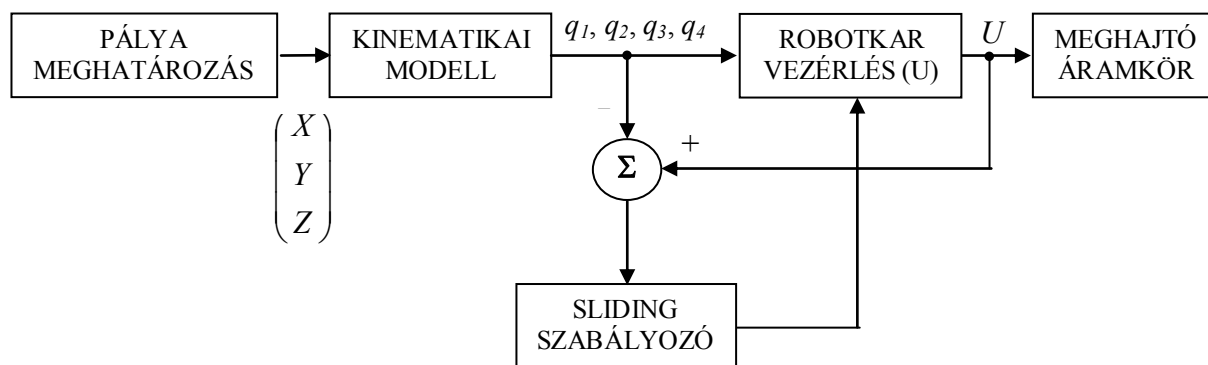 PÁLYA
MEGHATÁROZÁS
KINEMATIKAI
MODELL
q1, q2, q3, q4
ROBOTKAR
VEZÉRLÉS (U)
U
MEGHAJTÓ
ÁRAMKÖR
X
Y
Z
–
+
Σ
SLIDING
SZABÁLYOZÓ